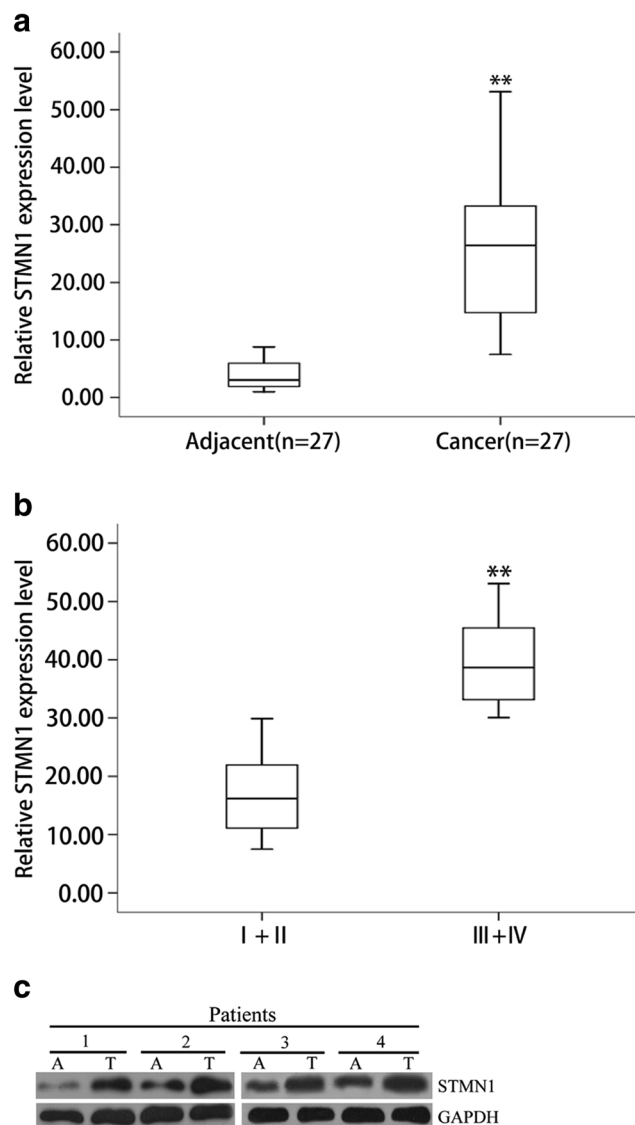 a
Relative STMN1 expression level
60.00
50.00
40.00
30.00
20.00
10.00
0.00
**
Adjacent(n=27)
Cancer(n=27)
b
Relative STMN1 expression level
60.00
50.00
40.00
30.00
20.00
10.00
0.00
**
I + II
III+IV
c
Patients
1 2 3 4
A T A T A T A T
STMN1
GAPDH